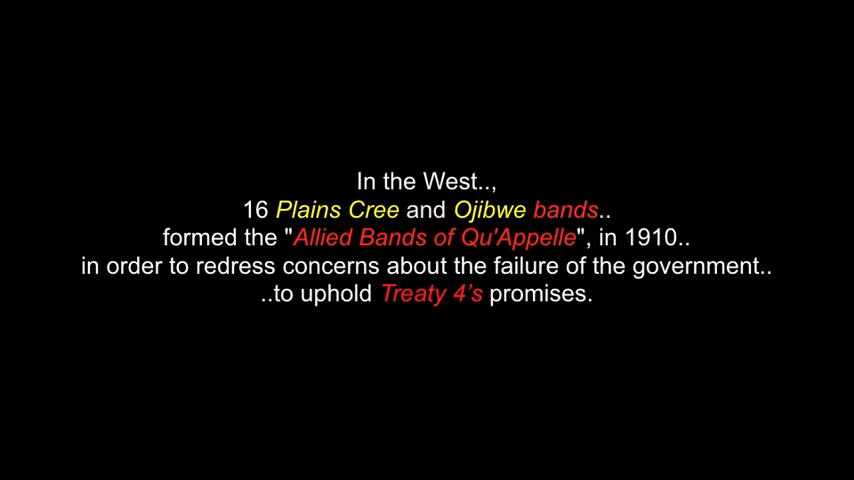 In the West..,
16 Plains Cree and Ojibwe bands..
formed the "Allied Bands of Qu'Appelle", in 1910..
in order to redress concerns about the failure of the government..
..to uphold Treaty 4’s promises.